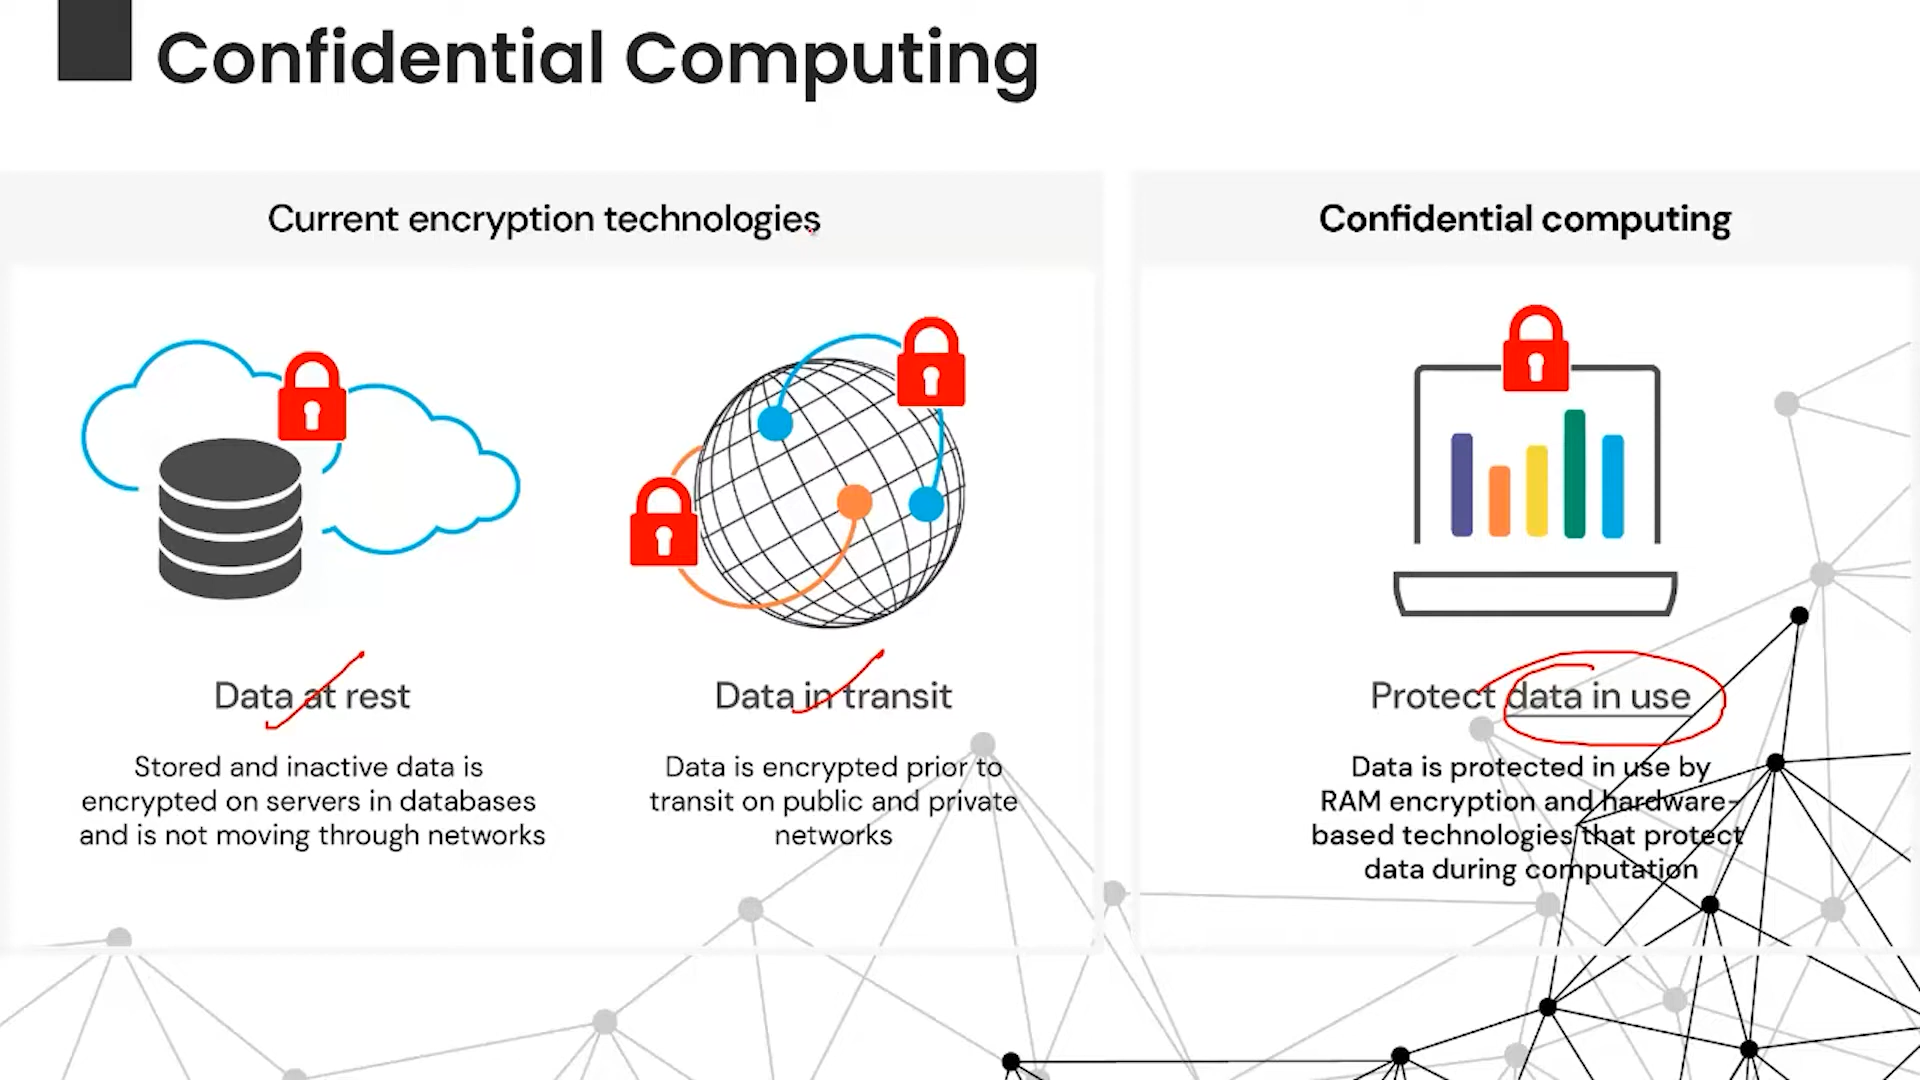 Confidential Computing
Current encryption technologies
Data at rest
Stored and inactive data is
encrypted on servers in databases
and is not moving through networks
Data in transit
Data is encrypted prior to
transit on public and private
networks
Confidential computing
Protect data in use
Data is protected in use by
RAM encryption and hardware-
based technologies that protect
data during computation